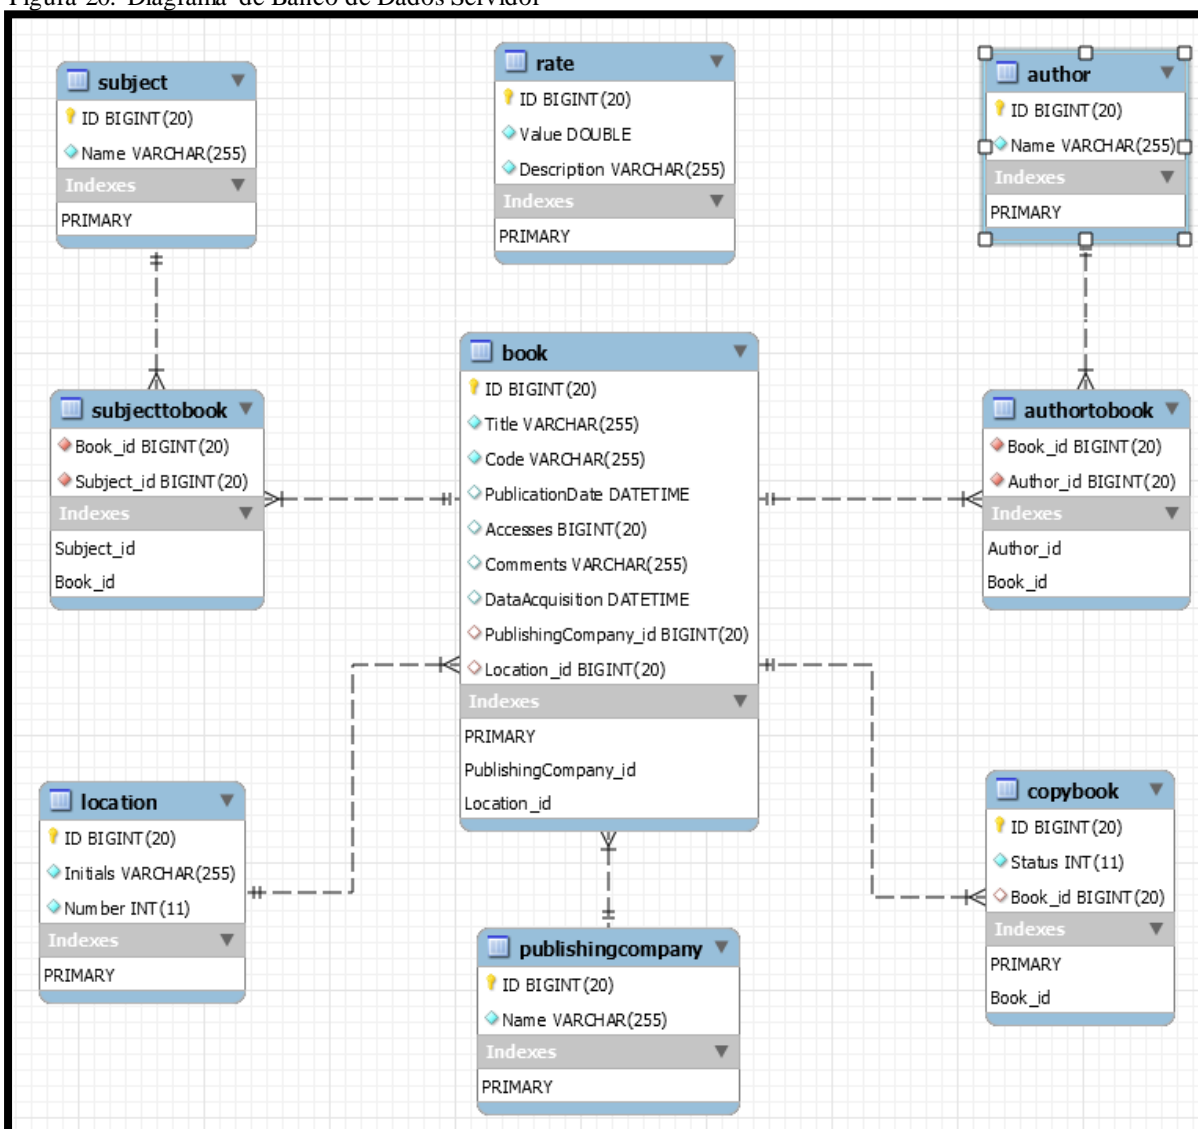 Figura 20. Diagrama de Banco de Dados Servidor
subject
ID BIGINT(20)
Name VARCHAR(255)
Indexes
PRIMARY
rate
ID BIGINT(20)
Value DOUBLE
Description VARCHAR(255)
Indexes
PRIMARY
author
ID BIGINT(20)
Name VARCHAR(255)
Indexes
PRIMARY
subjecttobook
Book_id BIGINT(20)
Subject_id BIGINT(20)
Indexes
Subject_id
Book_id
book
ID BIGINT(20)
Title VARCHAR(255)
Code VARCHAR(255)
PublicationDate DATETIME
Accesses BIGINT(20)
Comments VARCHAR(255)
DataAcquisition DATETIME
PublishingCompany_id BIGINT(20)
Location_id BIGINT(20)
Indexes
PRIMARY
PublishingCompany_id
Location_id
authortobook
Book_id BIGINT(20)
Author_id BIGINT(20)
Indexes
Author_id
Book_id
location
ID BIGINT(20)
Initials VARCHAR(255)
Number INT(11)
Indexes
PRIMARY
publishingcompany
ID BIGINT(20)
Name VARCHAR(255)
Indexes
PRIMARY
copybook
ID BIGINT(20)
Status INT(11)
Book_id BIGINT(20)
Indexes
PRIMARY
Book_id